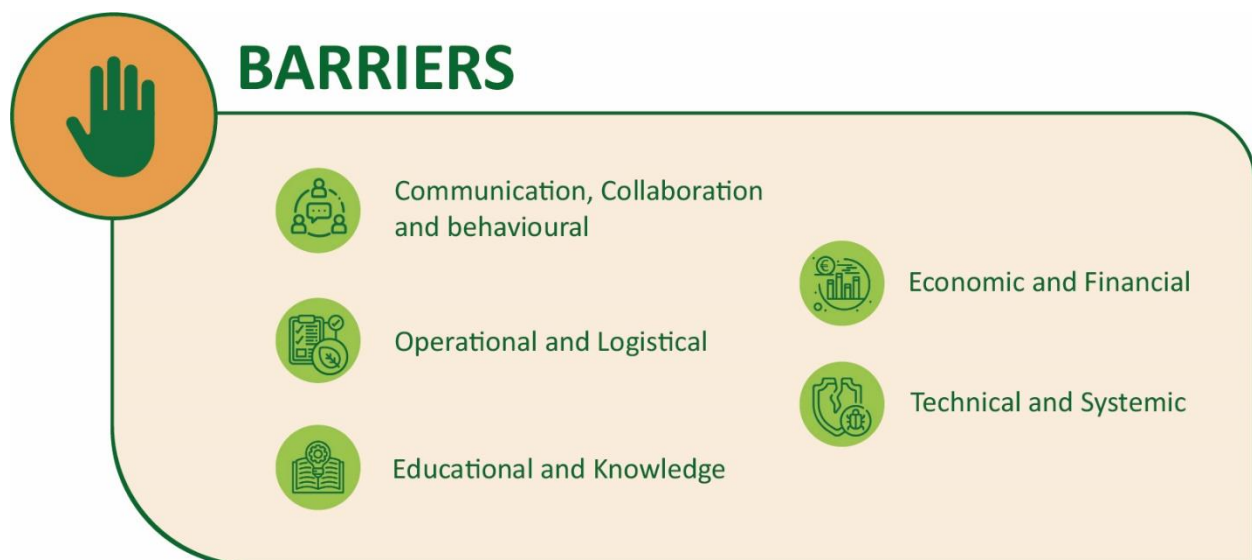 BARRIERS
Communication, Collaboration
and behavioural
Operational and Logistical
Educational and Knowledge
Economic and Financial
Technical and Systemic